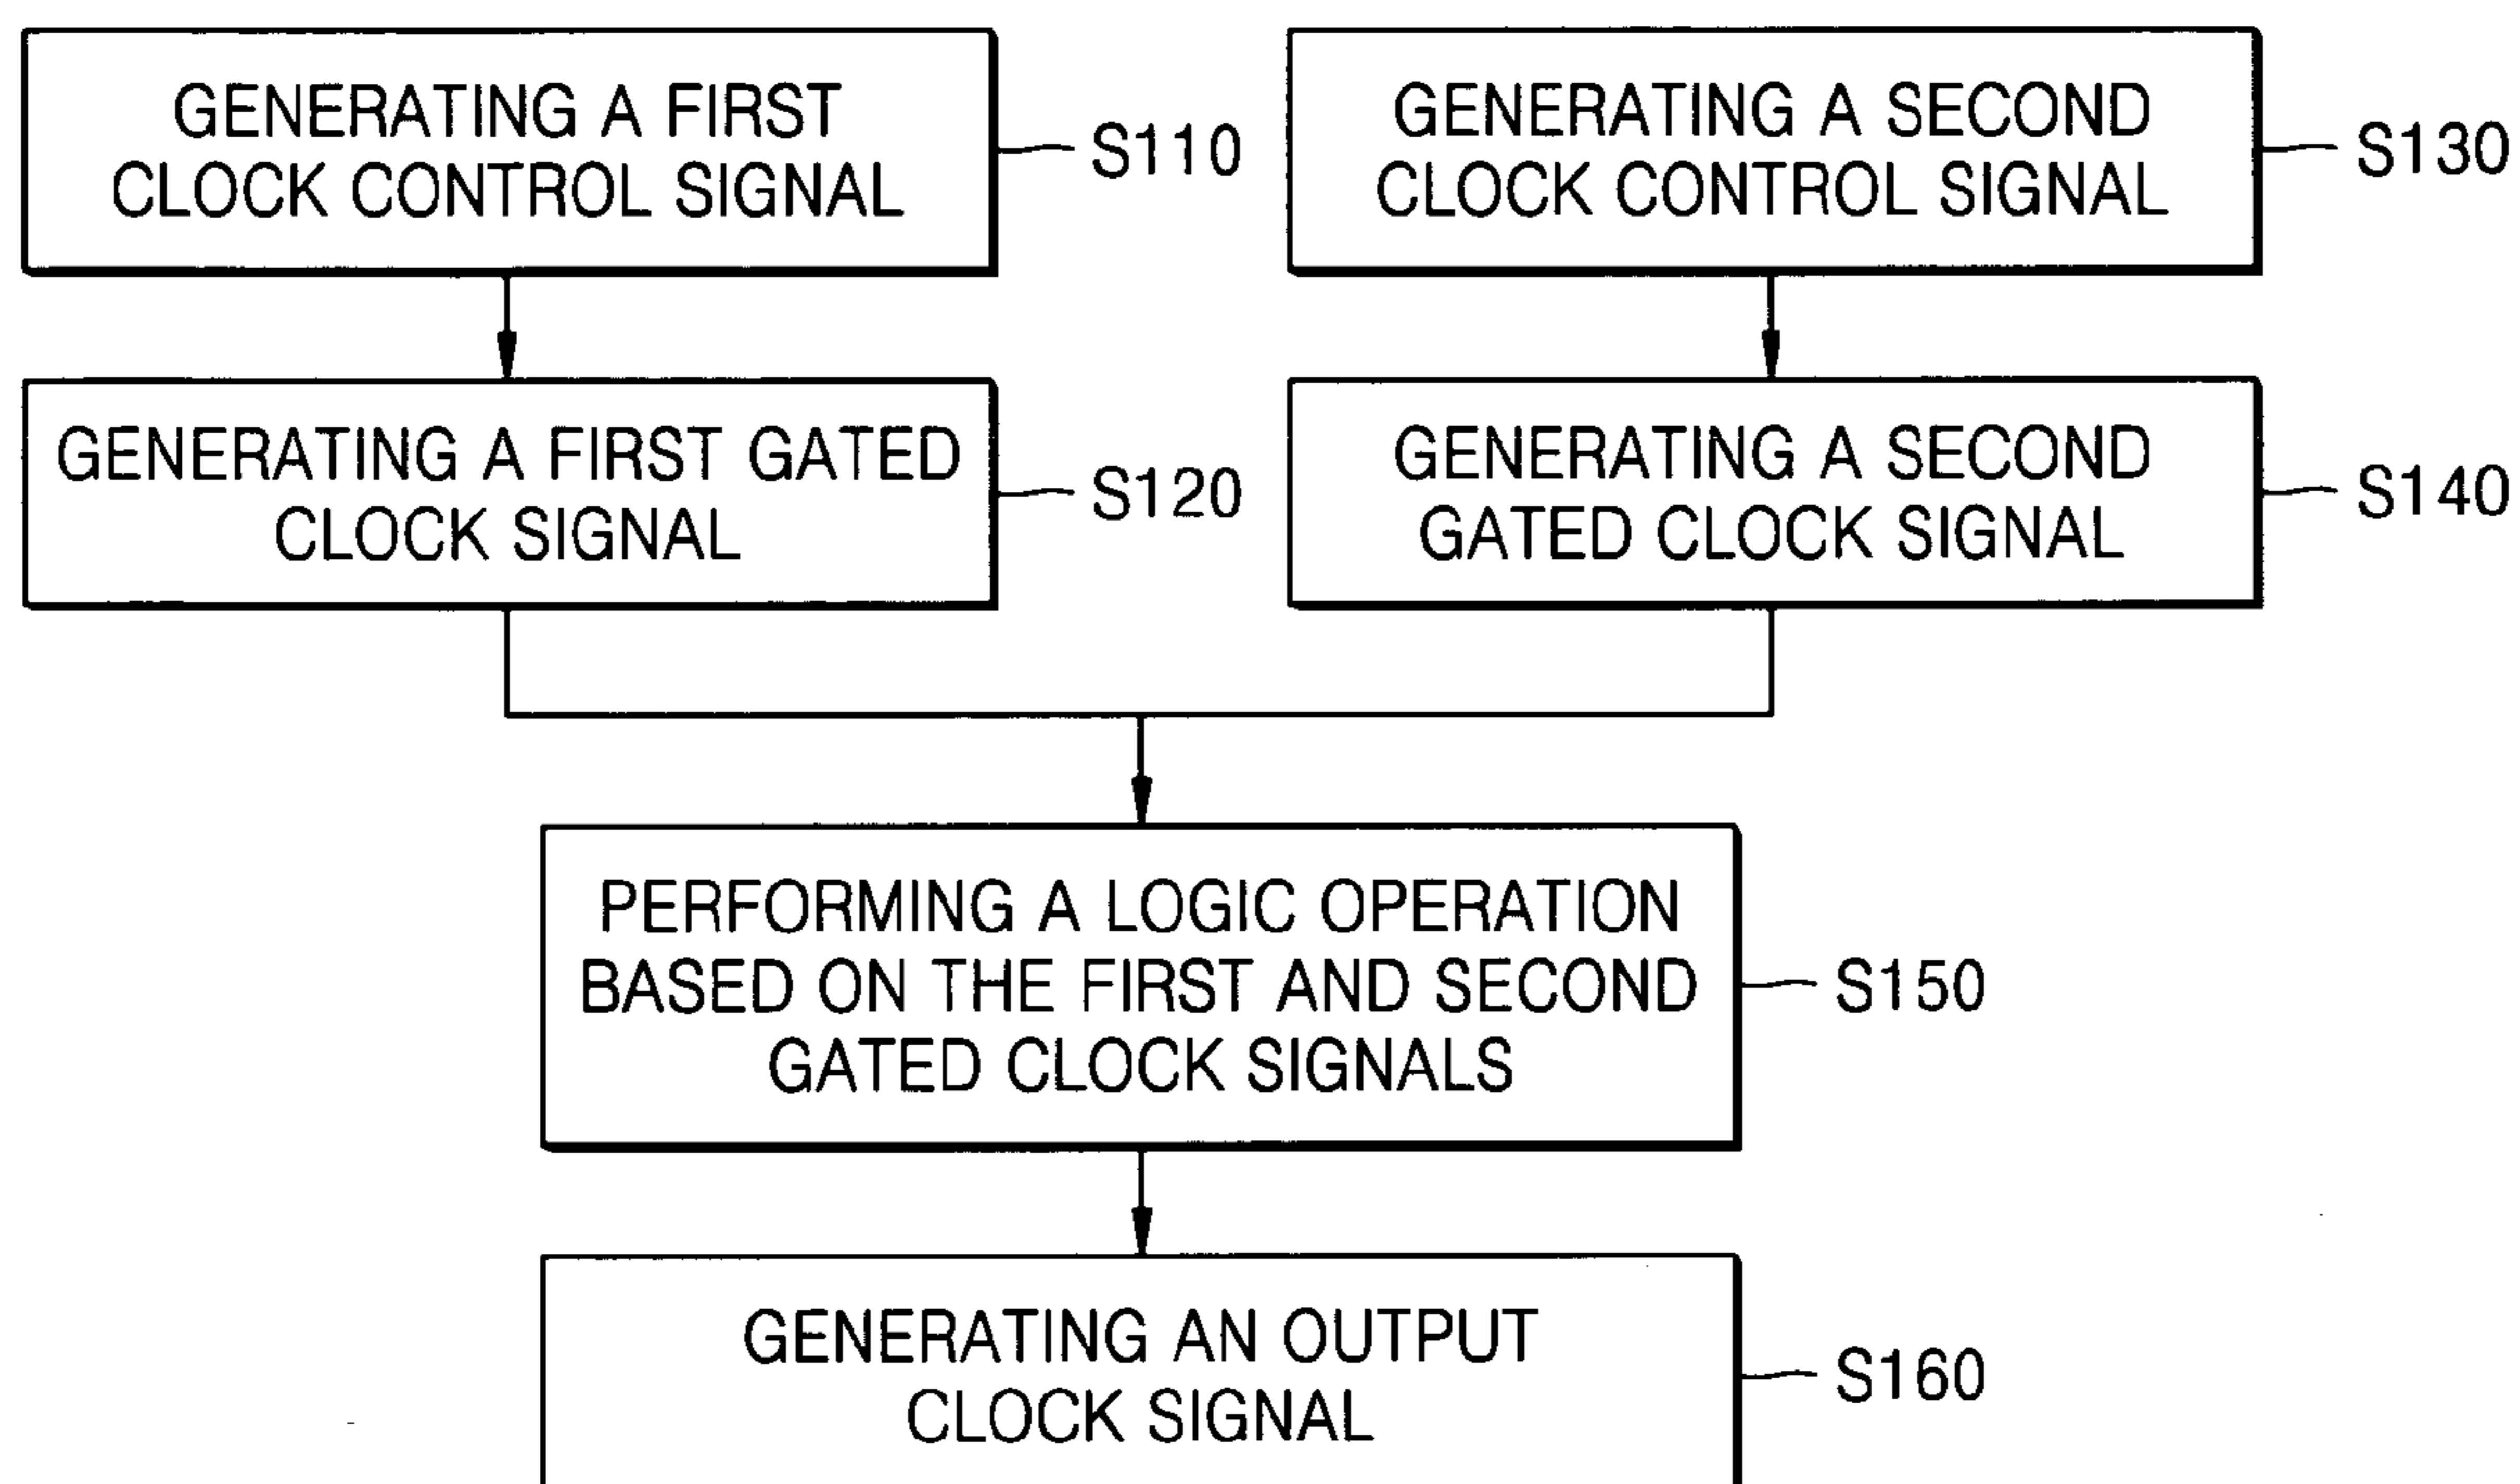 GENERATING A FIRST
CLOCK CONTROL SIGNAL
S110
GENERATING A SECOND
CLOCK CONTROL SIGNAL
S130
GENERATING A FIRST GATED
CLOCK SIGNAL
S120
GENERATING A SECOND
GATED CLOCK SIGNAL
S140
PERFORMING A LOGIC OPERATION
BASED ON THE FIRST AND SECOND
GATED CLOCK SIGNALS
S150
GENERATING AN OUTPUT
CLOCK SIGNAL
S160